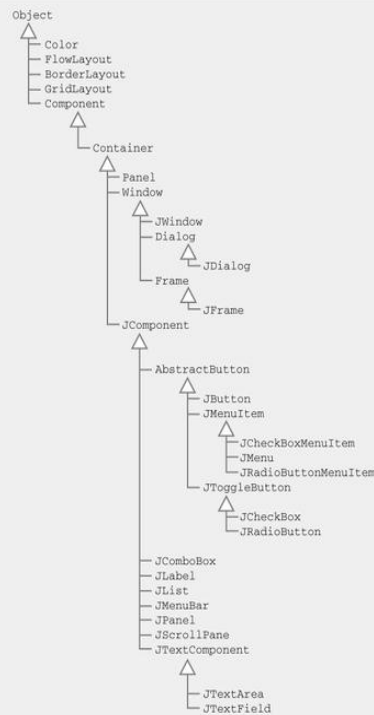 Object
Color
FlowLayout
BorderLayout
GridLayout
Component
Container
Panel
Window
JWindow
Dialog
JDialog
Frame
JFrame
JComponent
AbstractButton
JButton
JMenuItem
JCheckBoxMenuItem
JMenu
JRadioButtonMenuItem
JToggleButton
JCheckBox
JRadioButton
JComboBox
JLabel
JList
JMenuBar
JPanel
JScrollPane
JTextComponent
JTextArea
JTextField